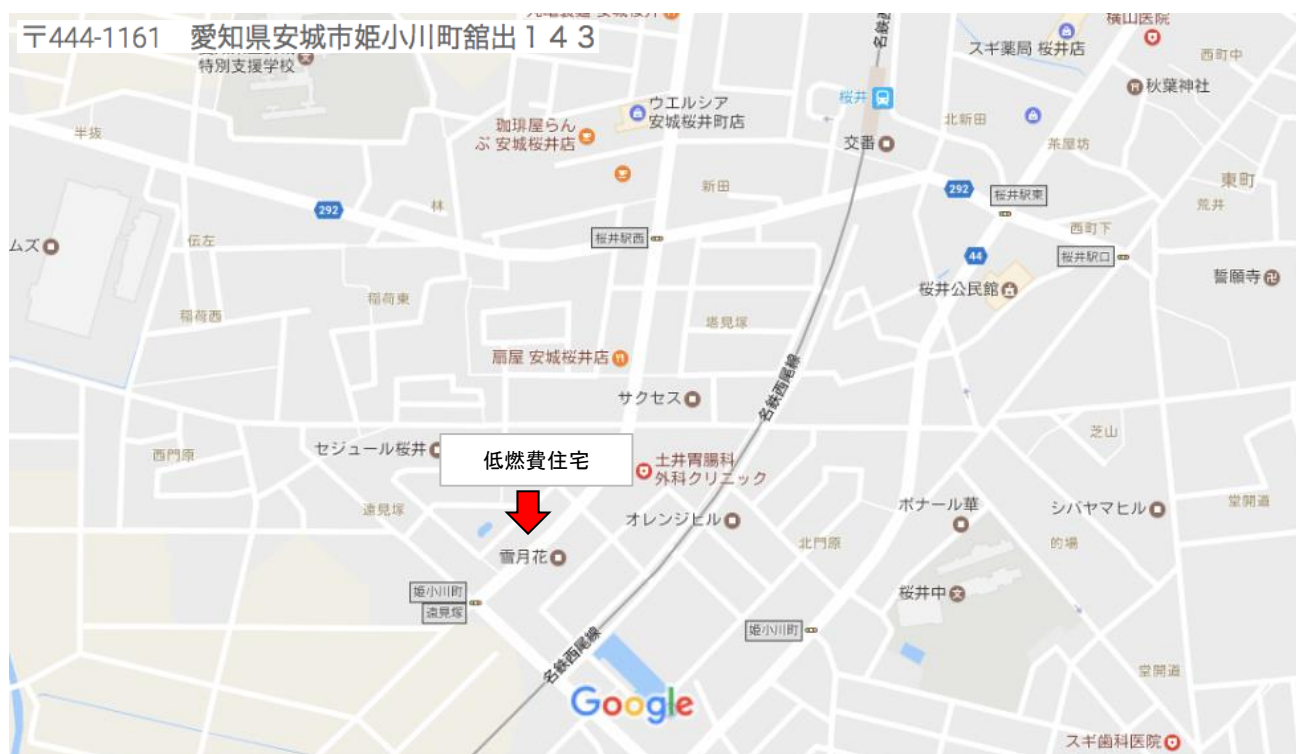 〒444-1161　愛知県安城市姫小川町舘出１４３
特別支援学校
半抜
珈琲屋らん
ぷ 安城桜井店
ウエルシア
安城桜井町店
桜井
交番
名鉄西尾線
スギ薬局 桜井店
横山医院
西町中
秋葉神社
北新田
茶屋坊
東町
荒井
292
桜井駅東
西町下
桜井駅口
新田
林
292
桜井駅西
44
桜井公民館
誓願寺
ムズ
伝左
稲荷東
稲荷西
塔見塚
扇屋 安城桜井店
サクセス
名鉄西尾線
芝山
西門原
セジュール桜井
低燃費住宅
土井胃腸科
外科クリニック
遠見塚
オレンジヒル
ボナール華
シバヤマヒル
堂開道
北門原
的場
雪月花
姫小川町
遠見塚
桜井中
姫小川町
名鉄西尾線
堂開道
Google
スギ歯科医院